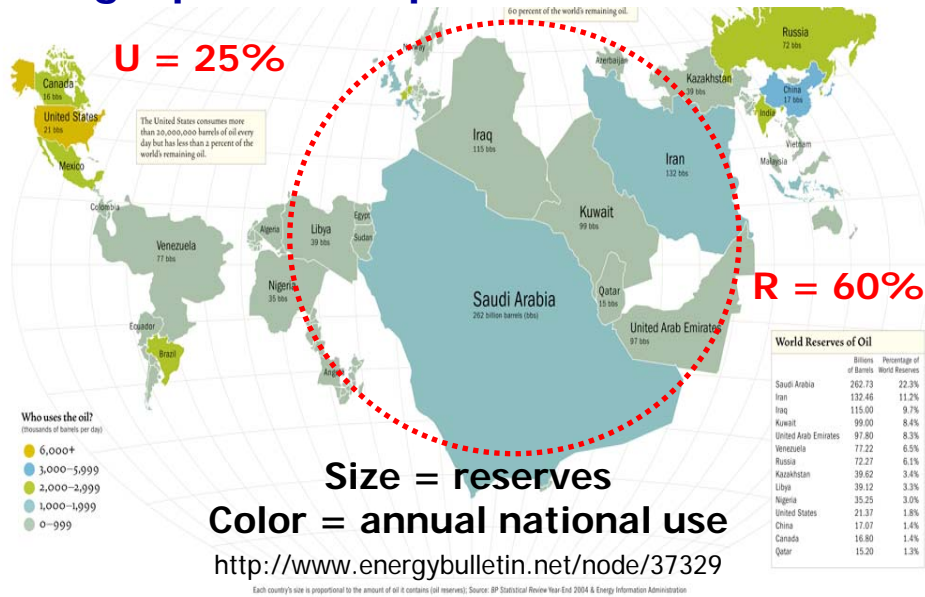 60 percent of the world's remaining oil.
U = 25%
Norway
Russia
72 bbs
Azerbaijan
Canada
16 bbs
Kazakhstan
39 bbs
China
17 bbs
United States
21 bbs
The United States consumes more
than 20,000,000 barrels of oil every
day but has less than 2 percent of the
world's remaining oil.
India
Iraq
115 bbs
Vietnam
Iran
132 bbs
Malaysia
Mexico
Colombia
Kuwait
99 bbs
Egypt
Algeria
Libya
39 bbs
Sudan
Venezuela
77 bbs
Nigeria
35 bbs
Qatar
15 bbs
R = 60%
Saudi Arabia
262 billion barrels (bbs)
Ecuador
United Arab Emirates
97 bbs
Brazil
Angola
World Reserves of Oil
Billions of Barrels Percentage of World Reserves
Saudi Arabia 262.73 22.3%
Iran 132.46 11.2%
Iraq 115.00 9.7%
Kuwait 99.00 8.4%
United Arab Emirates 97.80 8.3%
Venezuela 77.22 6.5%
Russia 72.27 6.1%
Kazakhstan 39.62 3.4%
Libya 39.12 3.3%
Nigeria 35.25 3.0%
United States 21.37 1.8%
China 17.07 1.4%
Canada 16.80 1.4%
Qatar 15.20 1.3%
Who uses the oil?
(thousands of barrels per day)
6,000+
3,000–5,999
2,000–2,999
1,000–1,999
0–999
Size = reserves
Color = annual national use
http://www.energybulletin.net/node/37329
Each country's size is proportional to the amount of oil it contains (oil reserves); Source: BP Statistical Review Year-End 2004 & Energy Information Administration